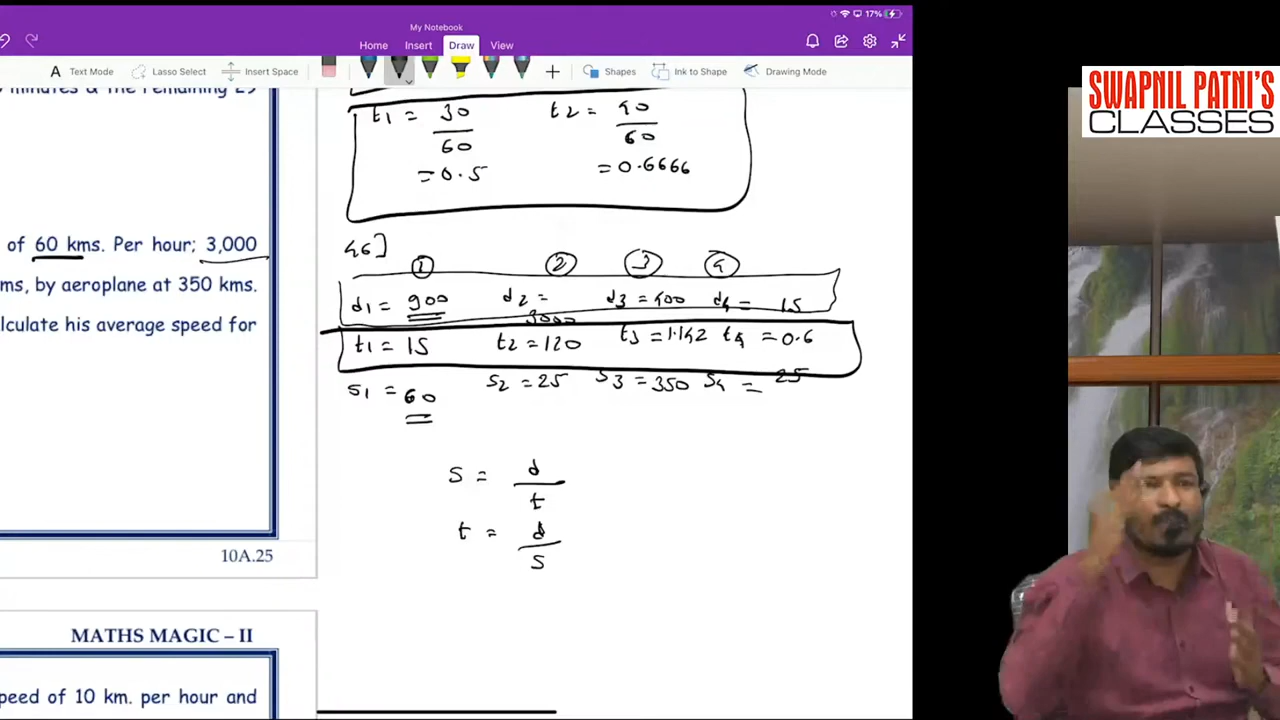 17%
My Notebook
Home Insert Draw View
Text Mode Lasso Select Insert Space Shapes Ink to Shape Drawing Mode
SWAPNIL PATNI'S
CLASSES
minutes & the remaining 25
t1 = 30/60 t2 = 40/60
= 0.5 = 0.6666
of 60 kms. Per hour; 3,000
ms, by aeroplane at 350 kms.
lculate his average speed for
46]
1 2 3 4
d1 = 900 d2 = 3000 d3 = 400 d4 = 15
t1 = 15 t2 = 120 t3 = 1.142 t4 = 0.6
s1 = 60 s2 = 25 s3 = 350 s4 = 25
s = d/t
t = d/s
10A.25
MATHS MAGIC – II
peed of 10 km. per hour and